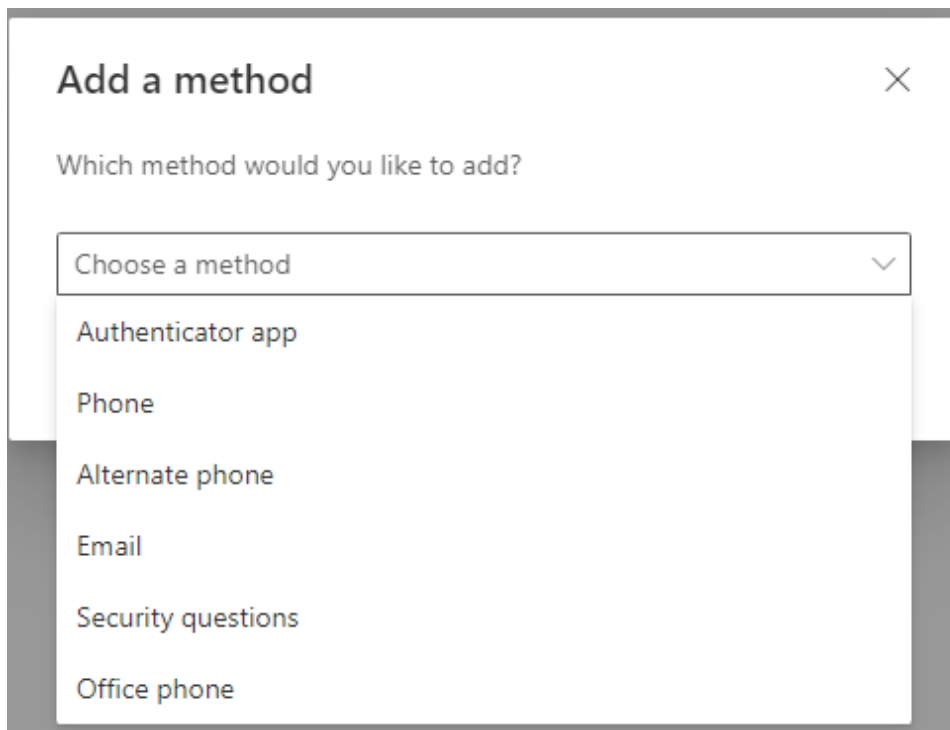 Add a method
Which method would you like to add?
Choose a method
Authenticator app
Phone
Alternate phone
Email
Security questions
Office phone